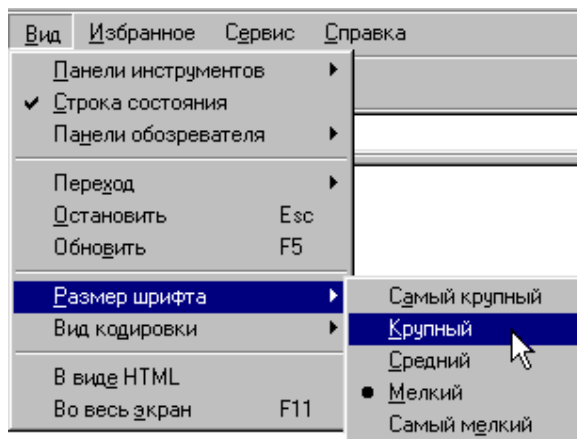 Вид Избранное Сервис Справка
Панели инструментов
Строка состояния
Панели обозревателя
Переход
Остановить Esc
Обновить F5
Размер шрифта
Вид кодировки
В виде HTML
Во весь экран F11
Самый крупный
Крупный
Средний
Мелкий
Самый мелкий